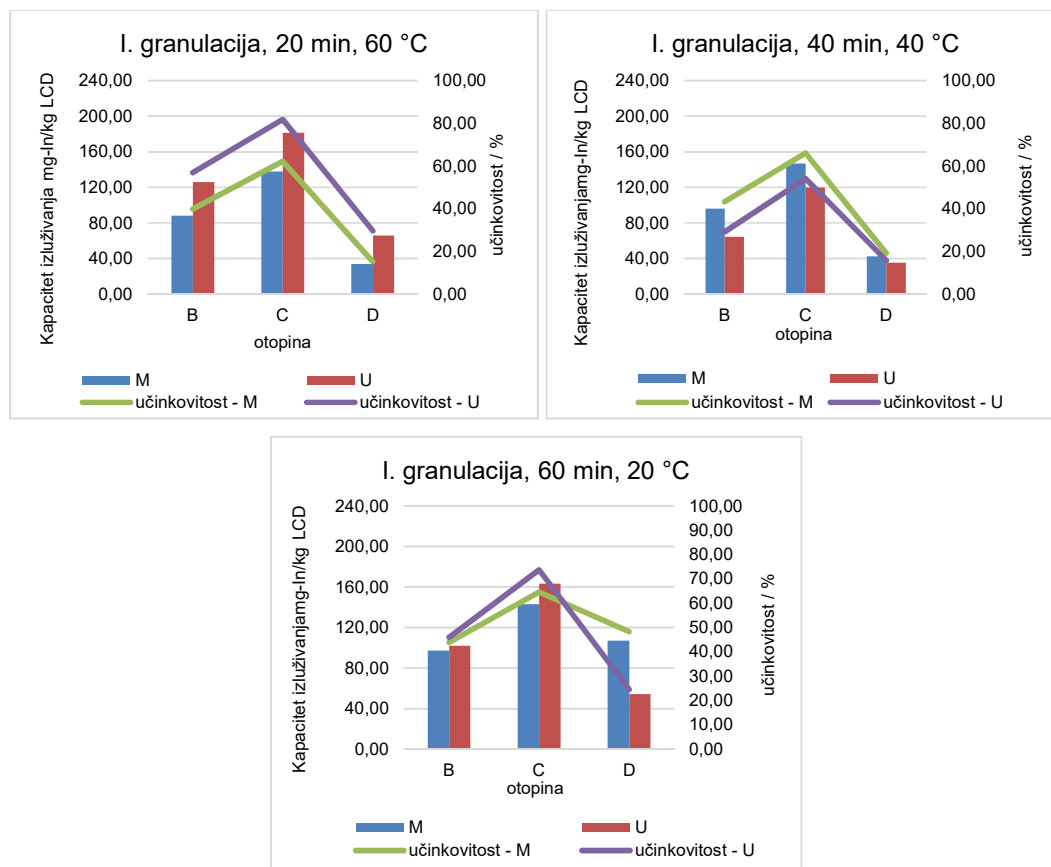 I. granulacija, 20 min, 60 °C
Kapacitet izluživanja mg-In/kg LCD
240,00
200,00
160,00
120,00
80,00
40,00
0,00
100,00
80,00
60,00
40,00
20,00
0,00
učinkovitost / %
B C D
otopina
M U
učinkovitost - M učinkovitost - U
I. granulacija, 40 min, 40 °C
Kapacitet izluživanjamg-In/kg LCD
240,00
200,00
160,00
120,00
80,00
40,00
0,00
100,00
80,00
60,00
40,00
20,00
0,00
učinkovitost / %
B C D
otopina
M U
učinkovitost - M učinkovitost - U
I. granulacija, 60 min, 20 °C
Kapacitet izluživanjamg-In/kg LCD
240,00
200,00
160,00
120,00
80,00
40,00
0,00
100,00
90,00
80,00
70,00
60,00
50,00
40,00
30,00
20,00
10,00
0,00
učinkovitost / %
B C D
otopina
M U
učinkovitost - M učinkovitost - U